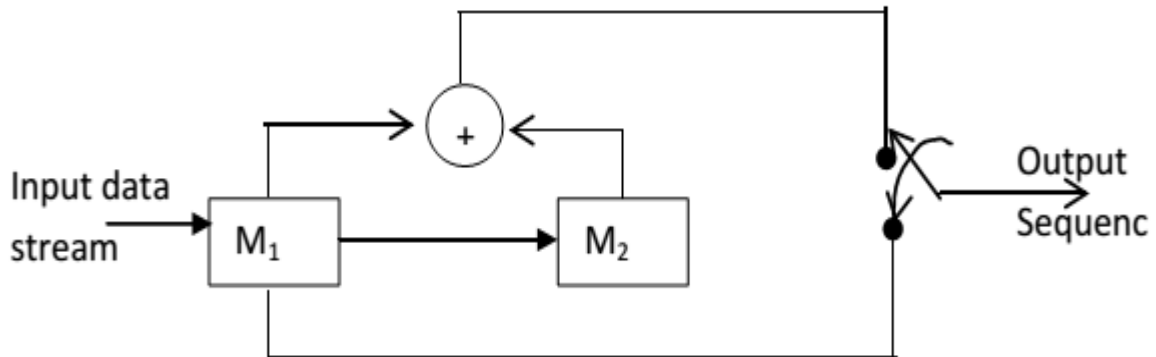 +
Input data
stream
M₁
M₂
Output
Sequenc